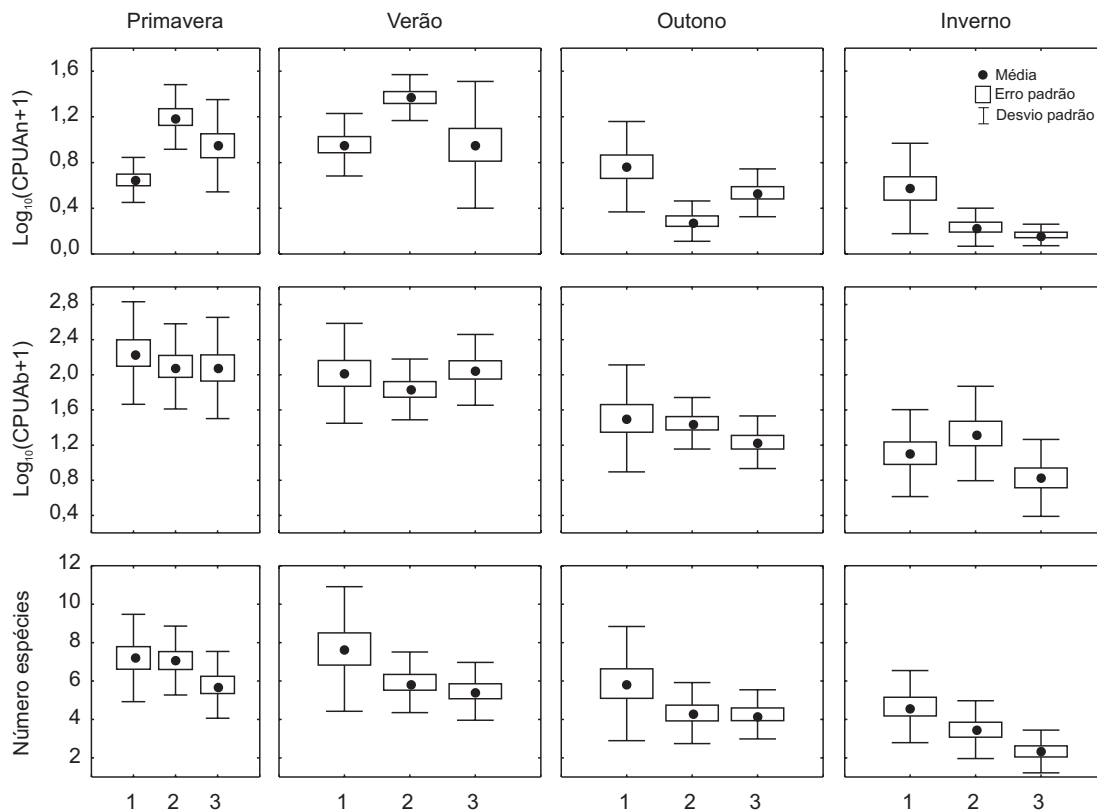 Primavera Verão Outono Inverno
Log₁₀(CPUAn+1)
1,6
1,2
0,8
0,4
0,0
Média
Erro padrão
Desvio padrão
Log₁₀(CPUAb+1)
2,8
2,4
2,0
1,6
1,2
0,8
0,4
Número espécies
12
10
8
6
4
2
1 2 3 1 2 3 1 2 3 1 2 3